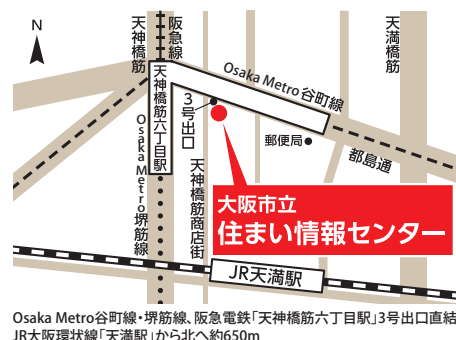 N
天神橋筋
阪急線
天満橋筋
Osaka Metro谷町線
天神橋筋六丁目駅
3号出口
郵便局
都島通
Osaka Metro堺筋線
天神橋筋商店街
大阪市立
住まい情報センター
JR天満駅
Osaka Metro谷町線・堺筋線、阪急電鉄「天神橋筋六丁目駅」3号出口直結
JR大阪環状線「天満駅」から北へ約650m